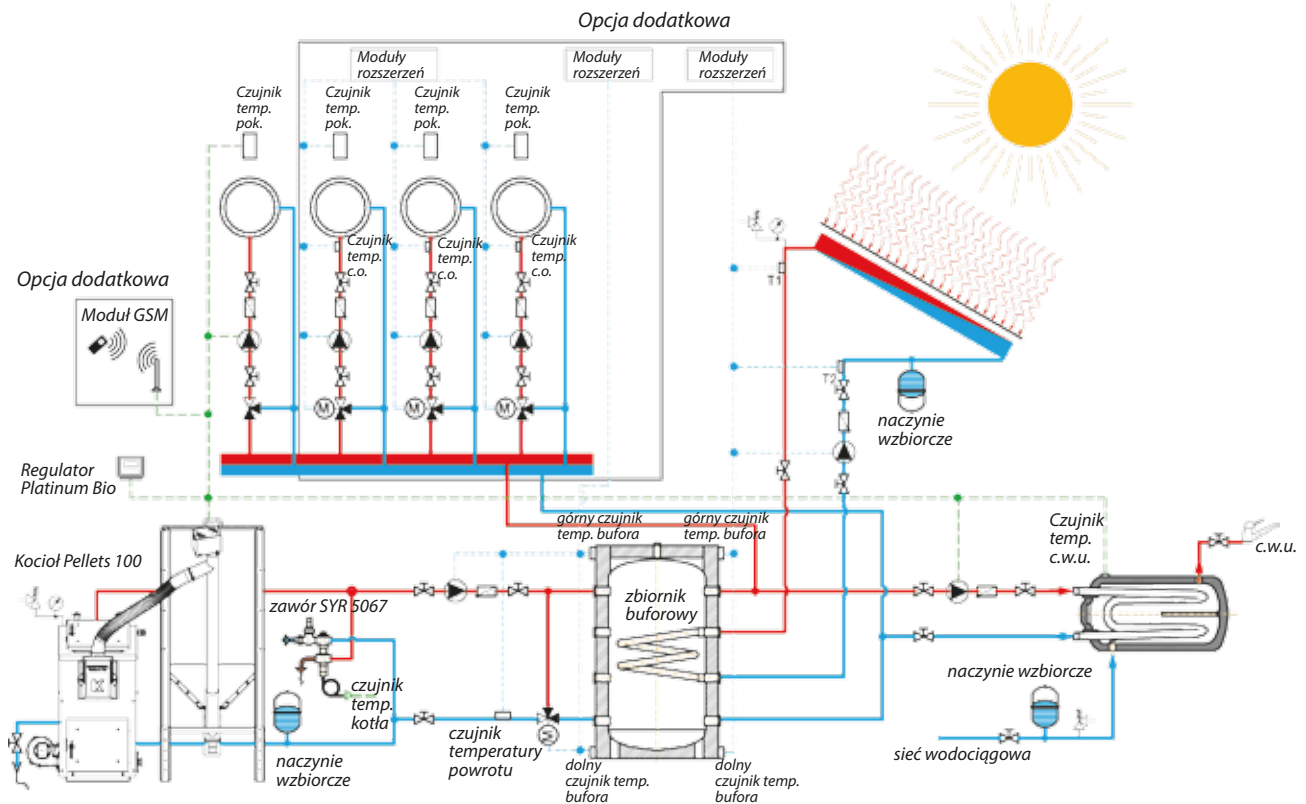 Opcja dodatkowa
Moduły
rozszerzeń
Moduły
rozszerzeń
Moduły
rozszerzeń
Czujnik
temp.
pok.
Czujnik
temp.
pok.
Czujnik
temp.
pok.
Czujnik
temp.
pok.
Czujnik
temp.
c.o.
Czujnik
temp.
c.o.
Czujnik
temp.
c.o.
T1
Opcja dodatkowa
Moduł GSM
T2
M
M
M
naczynie
wzbiorcze
Regulator
Platinum Bio
górny czujnik
temp. bufora
górny czujnik
temp. bufora
Czujnik
temp.
c.w.u.
c.w.u.
Kocioł Pellets 100
zawór SYR 5067
zbiornik
buforowy
czujnik
temp.
kotła
naczynie
wzbiorcze
czujnik
temperatury
powrotu
M
naczynie wzbiorcze
sieć wodociągowa
dolny
czujnik temp.
bufora
dolny
czujnik temp.
bufora